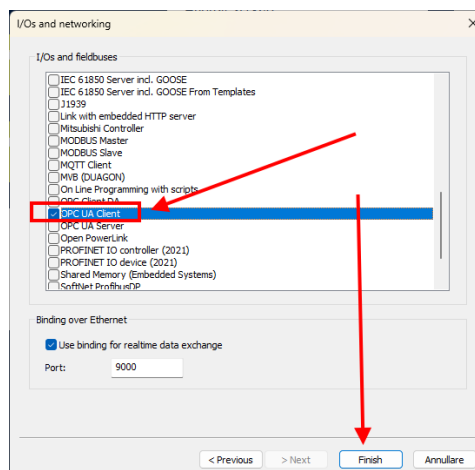 I/Os and networking
I/Os and fieldbuses
IEC 61850 Server incl. GOOSE
IEC 61850 Server incl. GOOSE From Templates
J1939
Link with embedded HTTP server
Mitsubishi Controller
MODBUS Master
MODBUS Slave
MQTT Client
MVB (DUAGON)
On Line Programming with scripts
OPC Client DA
OPC UA Client
OPC UA Server
Open PowerLink
PROFINET IO controller (2021)
PROFINET IO device (2021)
Shared Memory (Embedded Systems)
SoftNet ProfibusDP
Binding over Ethernet
Use binding for realtime data exchange
Port: 9000
< Previous > Next Finish Annullare